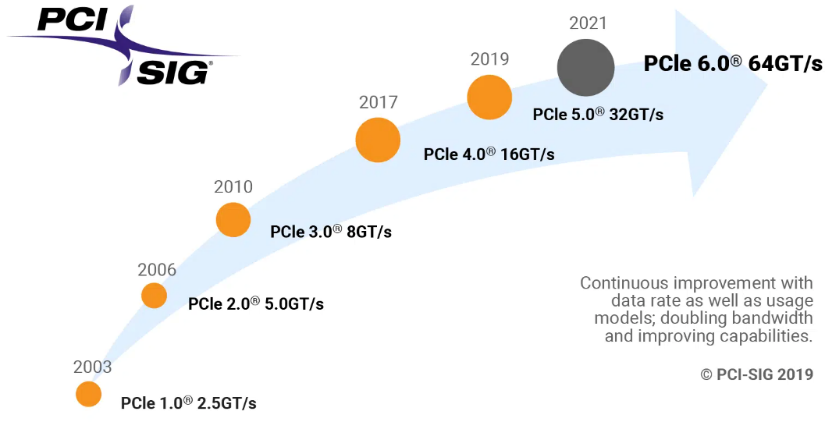 PCI
SIG®
2021
PCIe 6.0® 64GT/s
2019
PCIe 5.0® 32GT/s
2017
PCIe 4.0® 16GT/s
2010
PCIe 3.0® 8GT/s
2006
PCIe 2.0® 5.0GT/s
2003
PCIe 1.0® 2.5GT/s
Continuous improvement with
data rate as well as usage
models; doubling bandwidth
and improving capabilities.
© PCI-SIG 2019